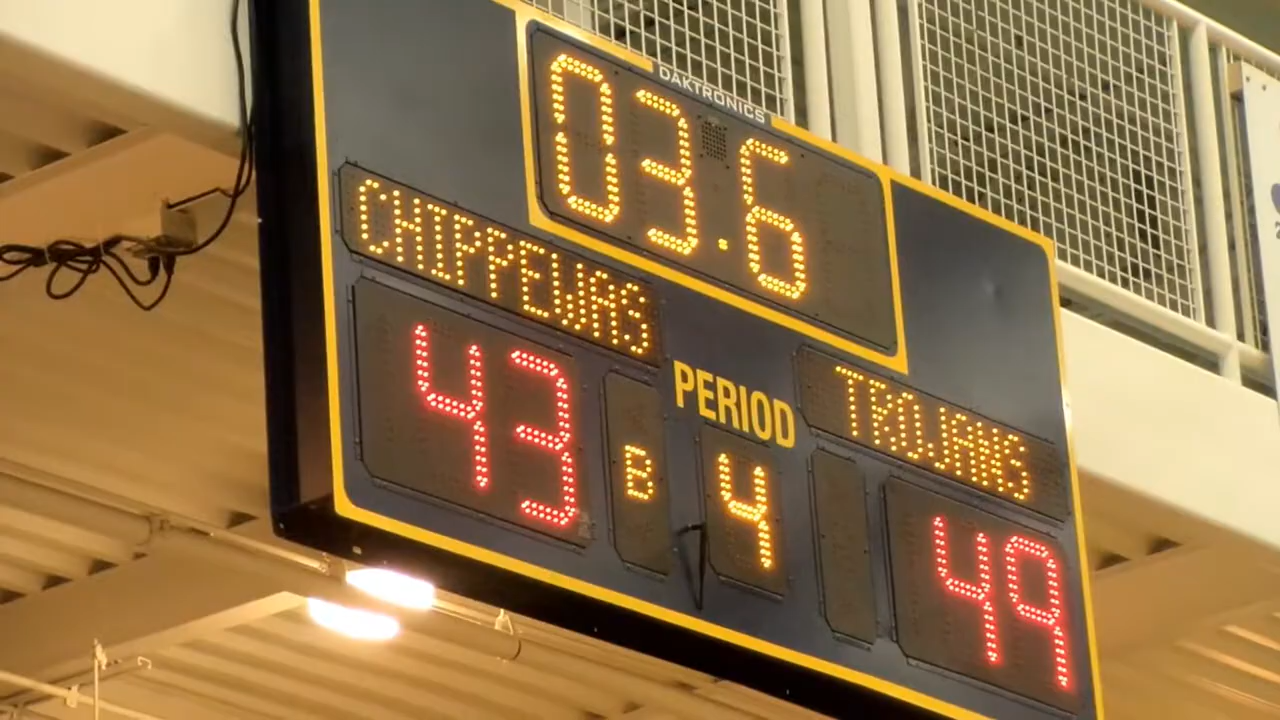 DAKTRONICS
03.6
CHIPPEWAS
TROJANS
PERIOD
43
B
4
49